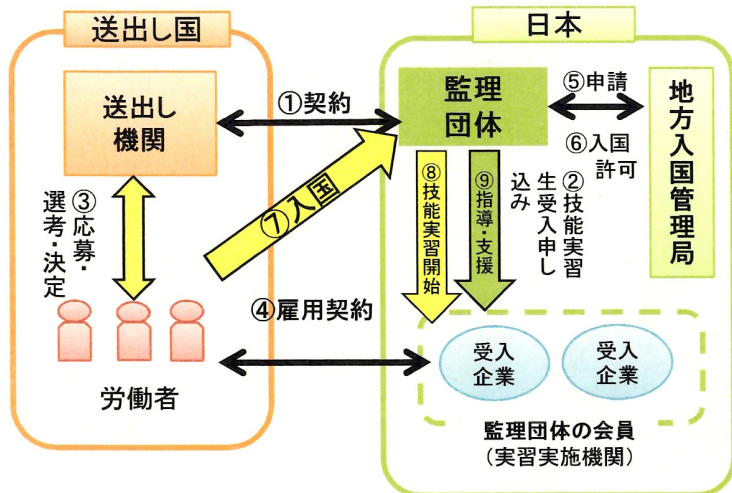 送出し国
日本
送出し
機関
①契約
監理
団体
⑤申請
⑥入国
許可
地方入国管理局
③応募・
選考・決定
⑦入国
⑧技能実習開始
⑨指導・支援
②技能実習
生受入申し
込み
④雇用契約
労働者
受入
企業
受入
企業
監理団体の会員
(実習実施機関)